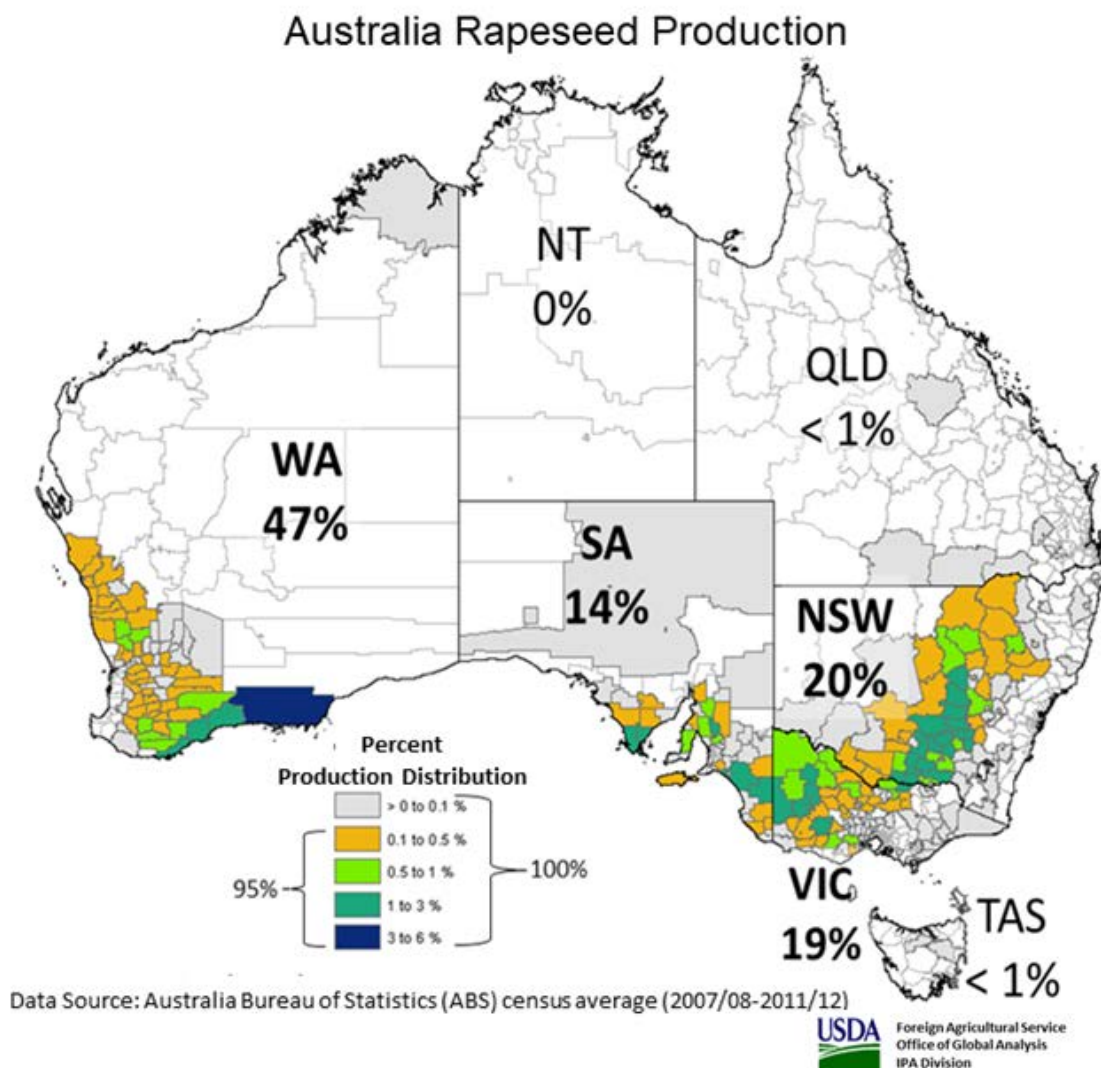 Australia Rapeseed Production
NT
0%
QLD
< 1%
WA
47%
SA
14%
NSW
20%
VIC
19%
TAS
< 1%
Percent
Production Distribution
> 0 to 0.1 %
0.1 to 0.5 %
0.5 to 1 %
1 to 3 %
3 to 6 %
95%
100%
Data Source: Australia Bureau of Statistics (ABS) census average (2007/08-2011/12)
USDA
Foreign Agricultural Service
Office of Global Analysis
IPA Division